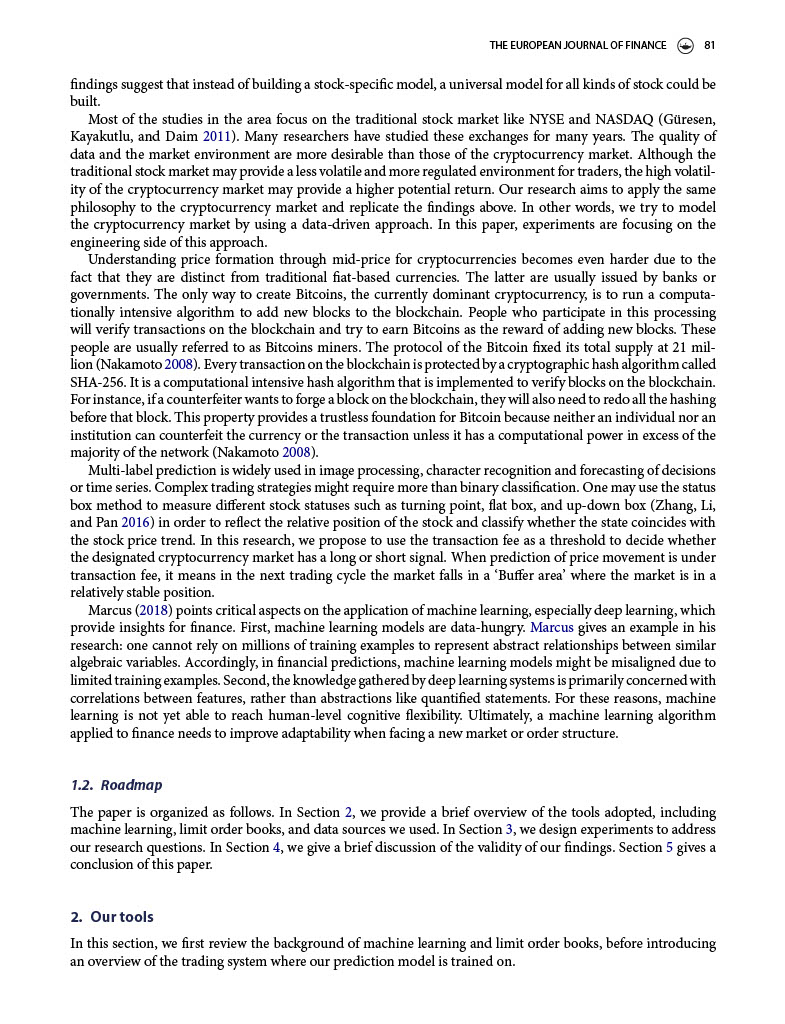 THE EUROPEAN JOURNAL OF FINANCE 81
findings suggest that instead of building a stock-specific model, a universal model for all kinds of stock could be
built.
Most of the studies in the area focus on the traditional stock market like NYSE and NASDAQ (Güresen,
Kayakutlu, and Daim 2011). Many researchers have studied these exchanges for many years. The quality of
data and the market environment are more desirable than those of the cryptocurrency market. Although the
traditional stock market may provide a less volatile and more regulated environment for traders, the high volatil-
ity of the cryptocurrency market may provide a higher potential return. Our research aims to apply the same
philosophy to the cryptocurrency market and replicate the findings above. In other words, we try to model
the cryptocurrency market by using a data-driven approach. In this paper, experiments are focusing on the
engineering side of this approach.
Understanding price formation through mid-price for cryptocurrencies becomes even harder due to the
fact that they are distinct from traditional fiat-based currencies. The latter are usually issued by banks or
governments. The only way to create Bitcoins, the currently dominant cryptocurrency, is to run a computa-
tionally intensive algorithm to add new blocks to the blockchain. People who participate in this processing
will verify transactions on the blockchain and try to earn Bitcoins as the reward of adding new blocks. These
people are usually referred to as Bitcoins miners. The protocol of the Bitcoin fixed its total supply at 21 mil-
lion (Nakamoto 2008). Every transaction on the blockchain is protected by a cryptographic hash algorithm called
SHA-256. It is a computational intensive hash algorithm that is implemented to verify blocks on the blockchain.
For instance, if a counterfeiter wants to forge a block on the blockchain, they will also need to redo all the hashing
before that block. This property provides a trustless foundation for Bitcoin because neither an individual nor an
institution can counterfeit the currency or the transaction unless it has a computational power in excess of the
majority of the network (Nakamoto 2008).
Multi-label prediction is widely used in image processing, character recognition and forecasting of decisions
or time series. Complex trading strategies might require more than binary classification. One may use the status
box method to measure different stock statuses such as turning point, flat box, and up-down box (Zhang, Li,
and Pan 2016) in order to reflect the relative position of the stock and classify whether the state coincides with
the stock price trend. In this research, we propose to use the transaction fee as a threshold to decide whether
the designated cryptocurrency market has a long or short signal. When prediction of price movement is under
transaction fee, it means in the next trading cycle the market falls in a ‘Buffer area’ where the market is in a
relatively stable position.
Marcus (2018) points critical aspects on the application of machine learning, especially deep learning, which
provide insights for finance. First, machine learning models are data-hungry. Marcus gives an example in his
research: one cannot rely on millions of training examples to represent abstract relationships between similar
algebraic variables. Accordingly, in financial predictions, machine learning models might be misaligned due to
limited training examples. Second, the knowledge gathered by deep learning systems is primarily concerned with
correlations between features, rather than abstractions like quantified statements. For these reasons, machine
learning is not yet able to reach human-level cognitive flexibility. Ultimately, a machine learning algorithm
applied to finance needs to improve adaptability when facing a new market or order structure.
1.2. Roadmap
The paper is organized as follows. In Section 2, we provide a brief overview of the tools adopted, including
machine learning, limit order books, and data sources we used. In Section 3, we design experiments to address
our research questions. In Section 4, we give a brief discussion of the validity of our findings. Section 5 gives a
conclusion of this paper.
2. Our tools
In this section, we first review the background of machine learning and limit order books, before introducing
an overview of the trading system where our prediction model is trained on.